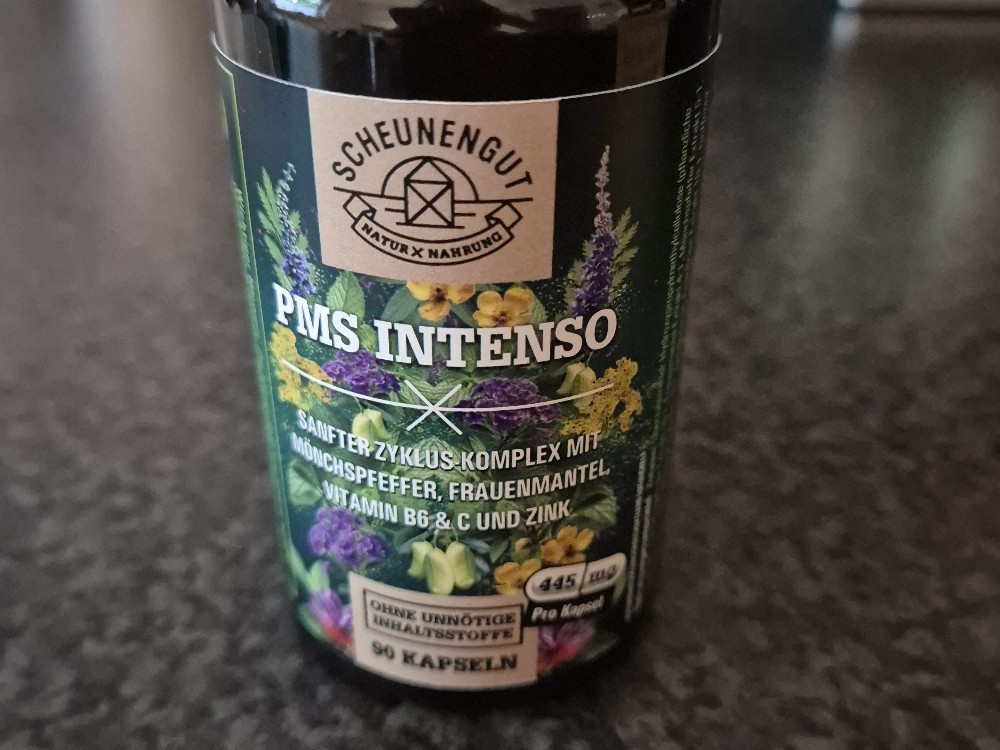 SCHEUNENGUT
NATUR X NAHRUNG
PMS INTENSO
SANFTER ZYKLUS-KOMPLEX MIT
MÖNCHSPFEFFER, FRAUENMANTEL,
VITAMIN B6 & C UND ZINK
445 mg
Pro Kapsel
OHNE UNNÖTIGE
INHALTSSTOFFE
90 KAPSELN